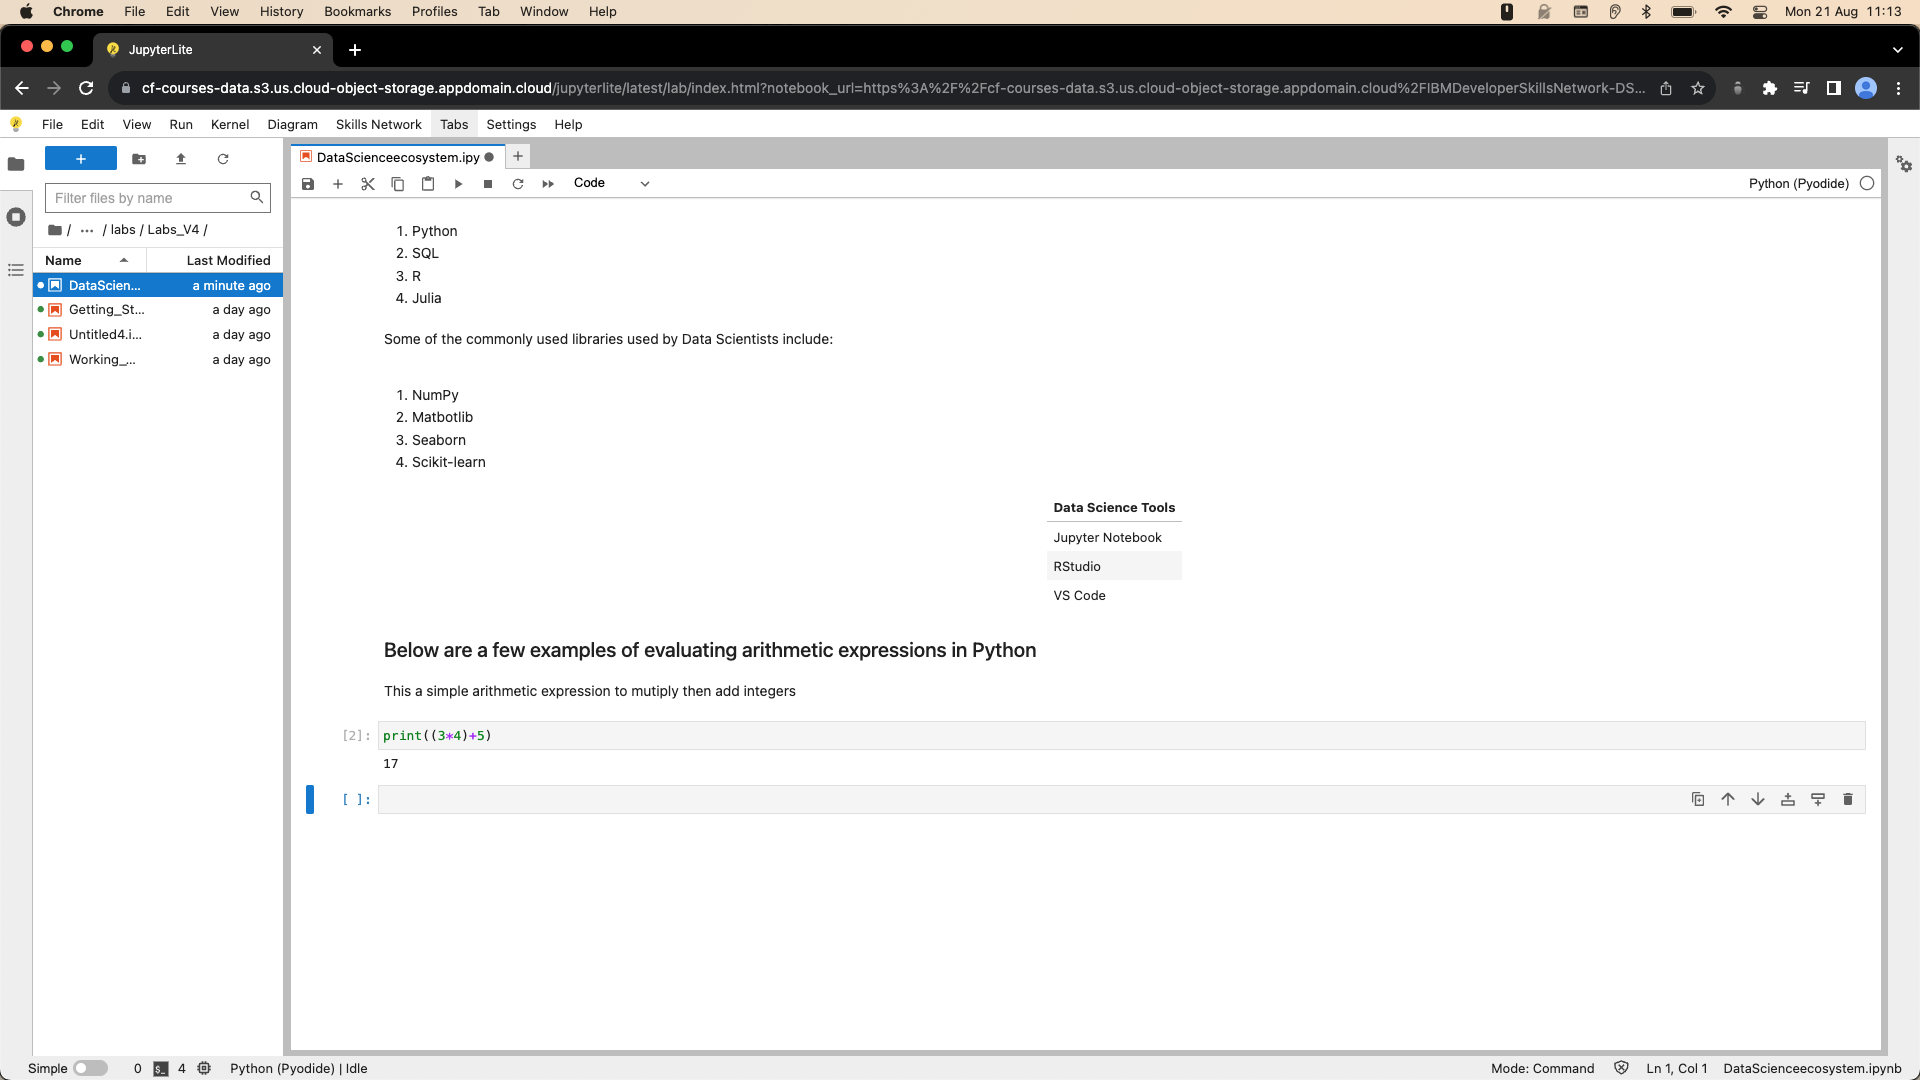 Chrome File Edit View History Bookmarks Profiles Tab Window Help Mon 21 Aug 11:13
JupyterLite
cf-courses-data.s3.us.cloud-object-storage.appdomain.cloud/jupyterlite/latest/lab/index.html?notebook_url=https%3A%2F%2Fcf-courses-data.s3.us.cloud-object-storage.appdomain.cloud%2FIBMDeveloperSkillsNetwork-DS...
File Edit View Run Kernel Diagram Skills Network Tabs Settings Help
Filter files by name
/ ... / labs / Labs_V4 /
Name Last Modified
DataScien... a minute ago
Getting_St... a day ago
Untitled4.i... a day ago
Working_... a day ago
DataScienceecosystem.ipy
Code Python (Pyodide)
1. Python
2. SQL
3. R
4. Julia
Some of the commonly used libraries used by Data Scientists include:
1. NumPy
2. Matbotlib
3. Seaborn
4. Scikit-learn
Data Science Tools
Jupyter Notebook
RStudio
VS Code
Below are a few examples of evaluating arithmetic expressions in Python
This a simple arithmetic expression to mutiply then add integers
[2]: print((3*4)+5)
17
[ ]:
Simple 0 $_ 4 Python (Pyodide) | Idle Mode: Command Ln 1, Col 1 DataScienceecosystem.ipynb